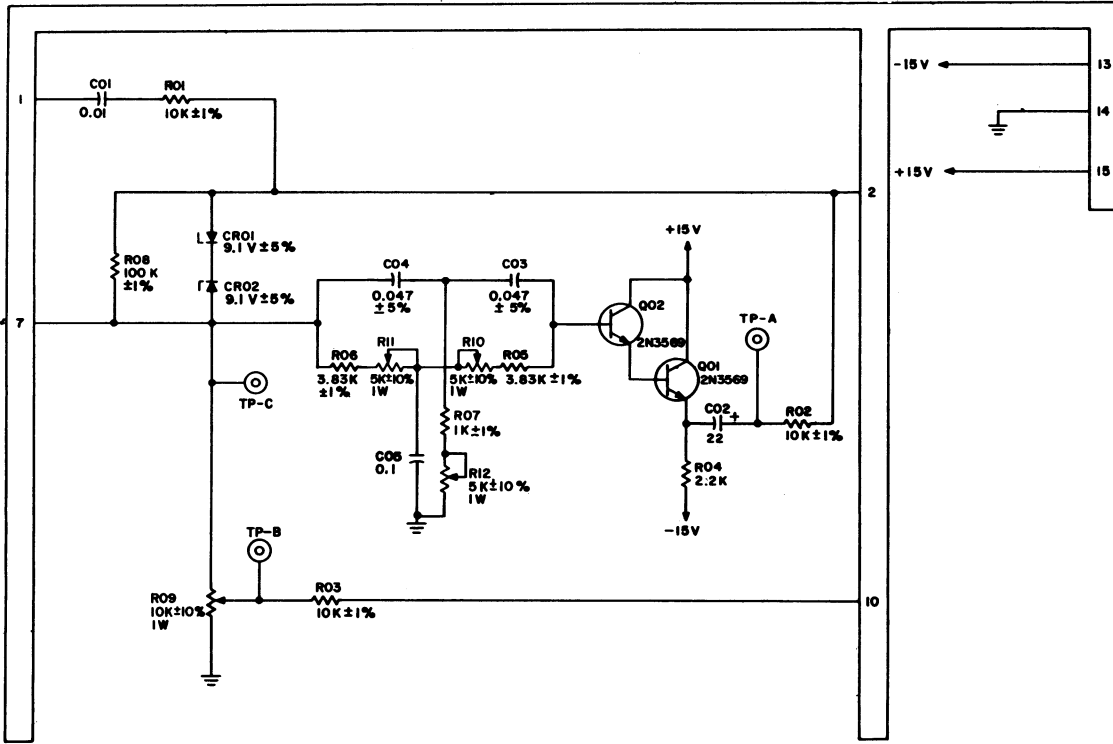 C01
0.01
R01
10K±1%
1
-15V
13
14
+15V
15
2
R08
100 K
±1%
CR01
9.1 V±5%
CR02
9.1 V±5%
7
C04
0.047
±5%
C03
0.047
±5%
R06
3.83K
±1%
R11
5K±10%
1W
R10
5K±10%
1W
R05
3.83K±1%
+15V
Q02
2N3569
Q01
2N3569
TP-A
C02
+
22
R02
10K±1%
R04
2.2K
-15V
TP-C
R07
1K±1%
C05
0.1
R12
5K±10%
1W
TP-B
R09
10K±10%
1W
R03
10K±1%
10